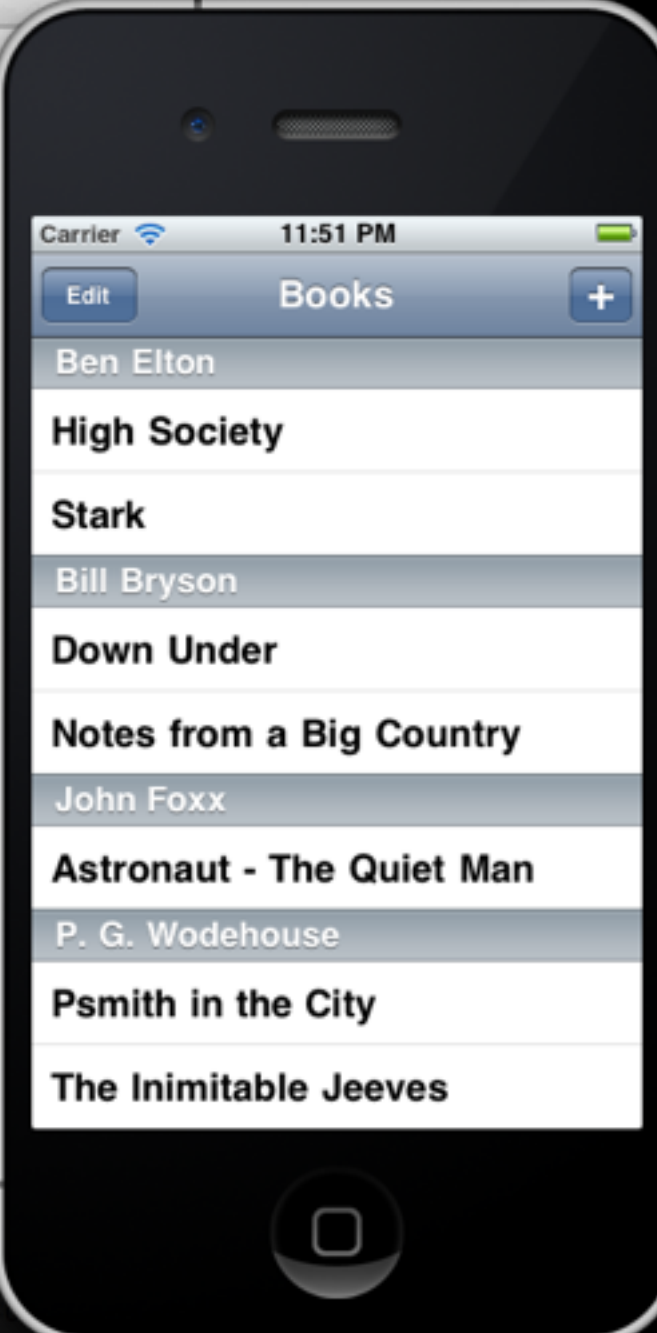 Carrier 11:51 PM
Edit Books +
Ben Elton
High Society
Stark
Bill Bryson
Down Under
Notes from a Big Country
John Foxx
Astronaut - The Quiet Man
P. G. Wodehouse
Psmith in the City
The Inimitable Jeeves